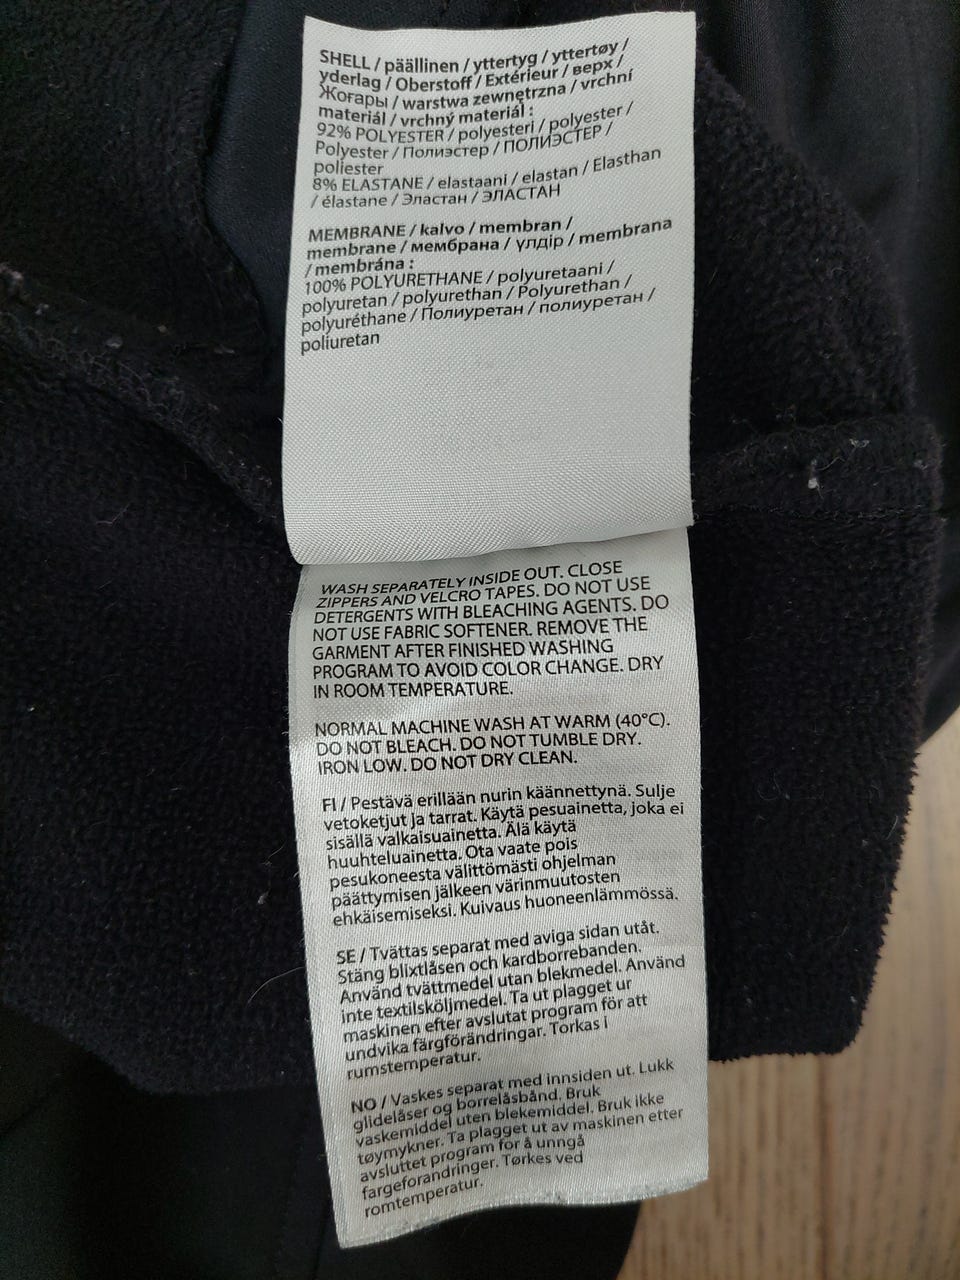 SHELL / päällinen / yttertyg / yttertøy /
yderlag / Oberstoff / Extérieur / верх /
Жоғары / warstwa zewnętrzna / vrchní
materiál / vrchný materiál :
92% POLYESTER / polyesteri / polyester /
Polyester / Полиэстер / ПОЛИЭСТЕР /
poliester
8% ELASTANE / elastaani / elastan / Elasthan
/ élastane / Эластан / ЭЛАСТАН
MEMBRANE / kalvo / membran /
membrane / мембрана / үлдір / membrana
/ membrána :
100% POLYURETHANE / polyuretaani /
polyuretan / polyurethan / Polyurethan /
polyuréthane / Полиуретан / полиуретан /
poliuretan
WASH SEPARATELY INSIDE OUT. CLOSE
ZIPPERS AND VELCRO TAPES. DO NOT USE
DETERGENTS WITH BLEACHING AGENTS. DO
NOT USE FABRIC SOFTENER. REMOVE THE
GARMENT AFTER FINISHED WASHING
PROGRAM TO AVOID COLOR CHANGE. DRY
IN ROOM TEMPERATURE.
NORMAL MACHINE WASH AT WARM (40°C).
DO NOT BLEACH. DO NOT TUMBLE DRY.
IRON LOW. DO NOT DRY CLEAN.
FI / Pestävä erillään nurin käännettynä. Sulje
vetoketjut ja tarrat. Käytä pesuainetta, joka ei
sisällä valkaisuainetta. Älä käytä
huuhteluainetta. Ota vaate pois
pesukoneesta välittömästi ohjelman
päättymisen jälkeen värinmuutosten
ehkäisemiseksi. Kuivaus huoneenlämmössä.
SE / Tvättas separat med aviga sidan utåt.
Stäng blixtlåsen och kardborrebanden.
Använd tvättmedel utan blekmedel. Använd
inte textilsköljmedel. Ta ut plagget ur
maskinen efter avslutat program för att
undvika färgförändringar. Torkas i
rumstemperatur.
NO / Vaskes separat med innsiden ut. Lukk
glidelåser og borrelåsbånd. Bruk
vaskemiddel uten blekemiddel. Bruk ikke
tøymykner. Ta plagget ut av maskinen etter
avsluttet program for å unngå
fargeforandringer. Tørkes ved
romtemperatur.